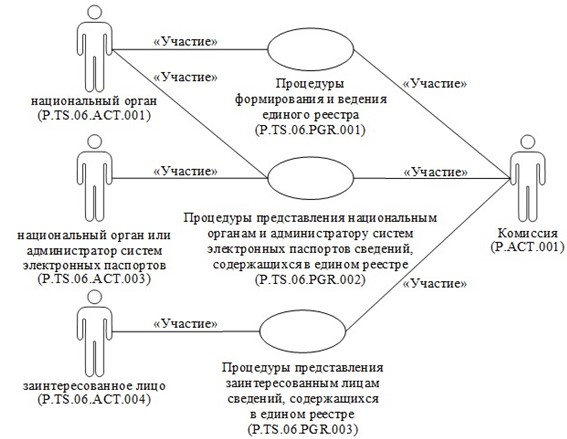 «Участие»
«Участие»
«Участие»
национальный орган
(P.TS.06.ACT.001)
Процедуры
формирования и ведения
единого реестра
(P.TS.06.PGR.001)
«Участие»
«Участие»
национальный орган или
администратор систем
электронных паспортов
(P.TS.06.ACT.003)
Процедуры представления национальным
органам и администратору систем
электронных паспортов сведений,
содержащихся в едином реестре
(P.TS.06.PGR.002)
Комиссия
(P.ACT.001)
«Участие»
«Участие»
заинтересованное лицо
(P.TS.06.ACT.004)
Процедуры представления
заинтересованным лицам
сведений, содержащихся
в едином реестре
(P.TS.06.PGR.003)